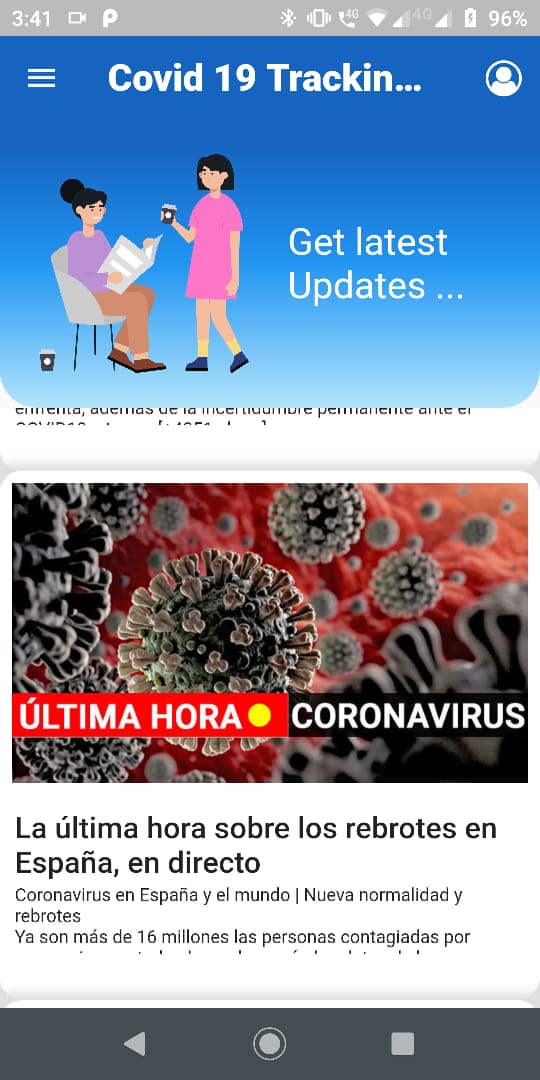 3:41
4G
4G
96%
Covid 19 Trackin...
Get latest
Updates ...
enfrenta, además de la incertidumbre permanente ante el
La última hora sobre los rebrotes en
España, en directo
ÚLTIMA HORA CORONAVIRUS
Coronavirus en España y el mundo | Nueva normalidad y
rebrotes
Ya son más de 16 millones las personas contagiadas por